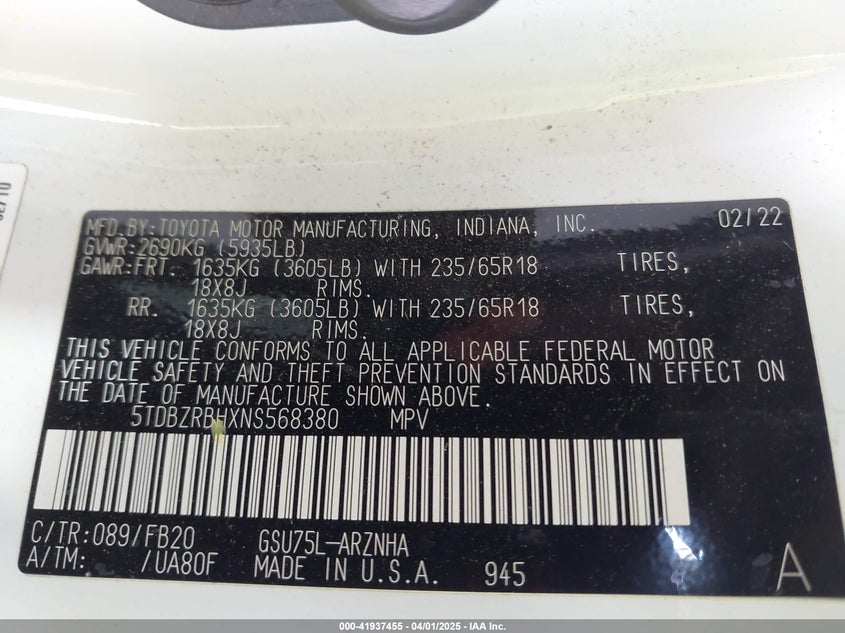 MFD.BY:TOYOTA MOTOR MANUFACTURING, INDIANA, INC. 02/22
GVWR:2690KG (5935LB)
GAWR:FRT. 1635KG (3605LB) WITH 235/65R18 TIRES,
18X8J RIMS.
RR. 1635KG (3605LB) WITH 235/65R18 TIRES,
18X8J RIMS.
THIS VEHICLE CONFORMS TO ALL APPLICABLE FEDERAL MOTOR
VEHICLE SAFETY AND THEFT PREVENTION STANDARDS IN EFFECT ON
THE DATE OF MANUFACTURE SHOWN ABOVE.
5TDBZRBHXNS568380 MPV
C/TR:089/FB20 GSU75L-ARZNHA
A/TM: /UA80F MADE IN U.S.A. 945 A
000-41937455 - 04/01/2025 - IAA Inc.